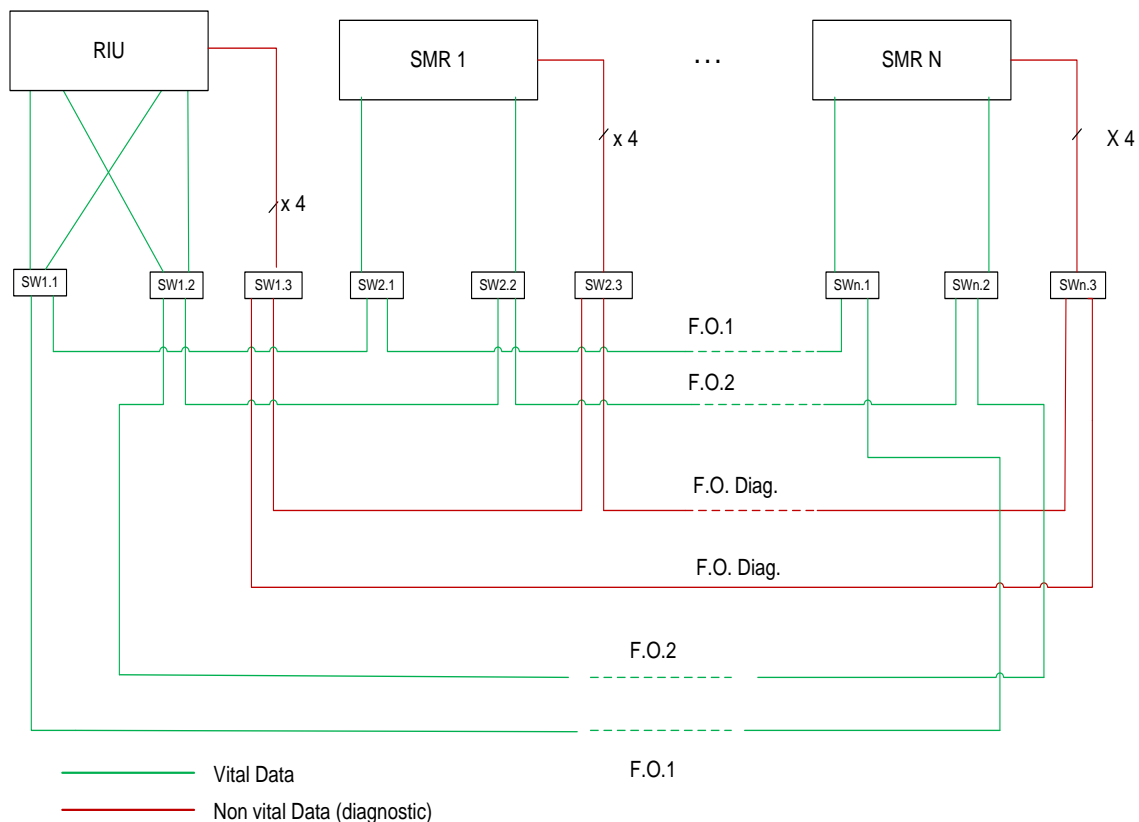 RIU
SMR 1
...
SMR N
x 4
x 4
X 4
SW1.1
SW1.2
SW1.3
SW2.1
SW2.2
SW2.3
SWn.1
SWn.2
SWn.3
F.O.1
F.O.2
F.O. Diag.
F.O. Diag.
F.O.2
F.O.1
Vital Data
Non vital Data (diagnostic)